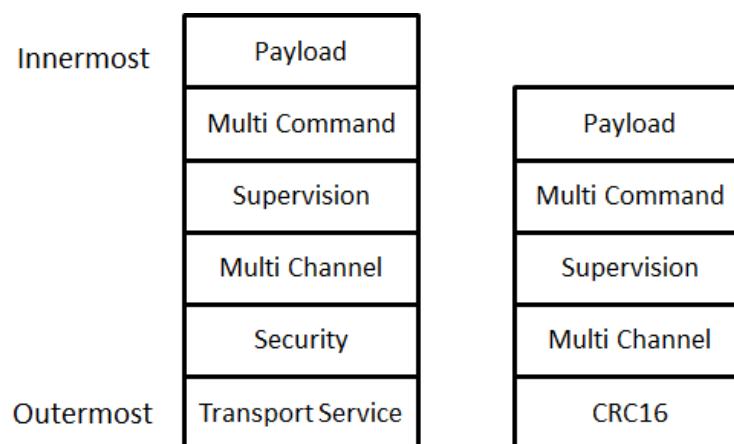 Innermost
Payload
Multi Command
Payload
Supervision
Multi Command
Multi Channel
Supervision
Security
Multi Channel
Outermost
Transport Service
CRC16